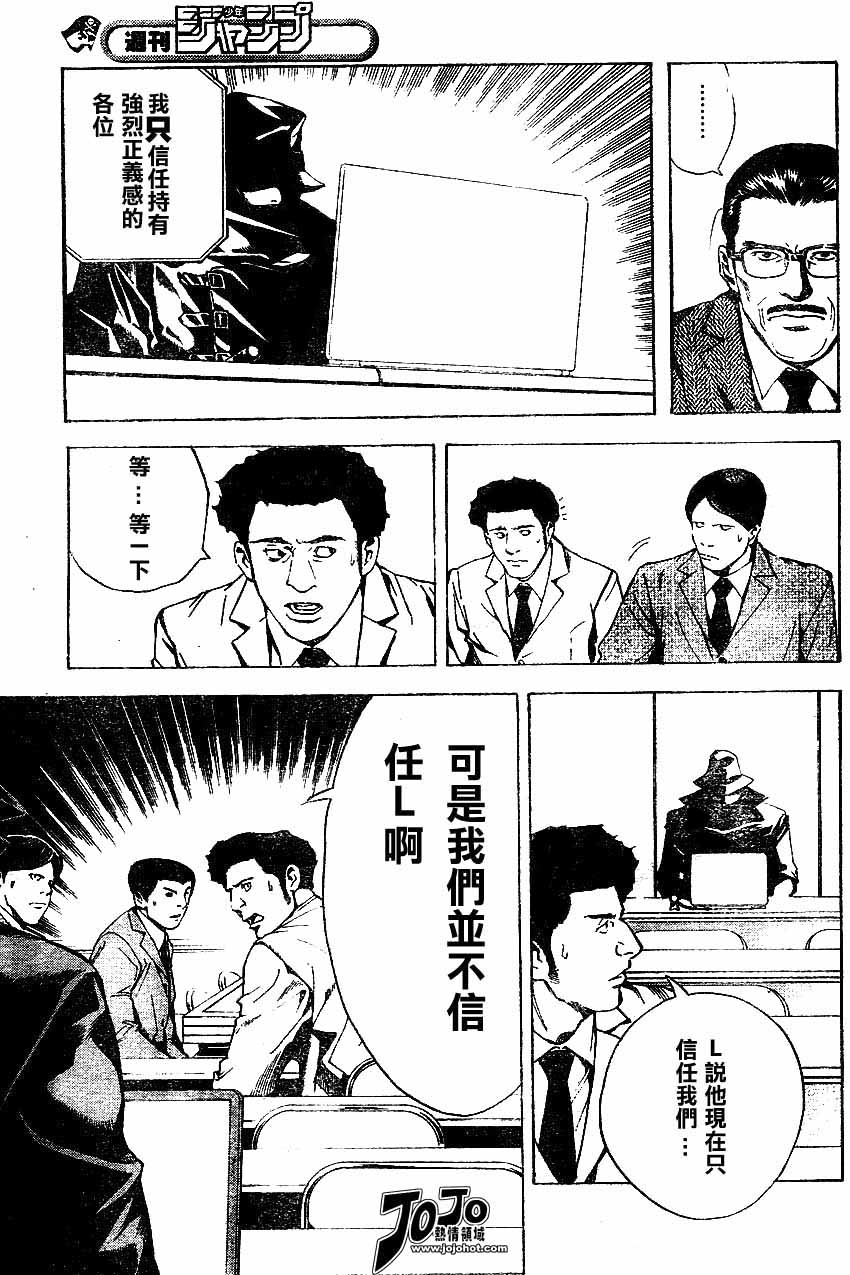 週刊
少年
ジャンプ
………
我只信任持有
強烈正義感的
各位
等…等一下
L説他現在只
信任我們…
可是我們並不信
任L啊
JOJO
熱情領域
www.jojohot.com